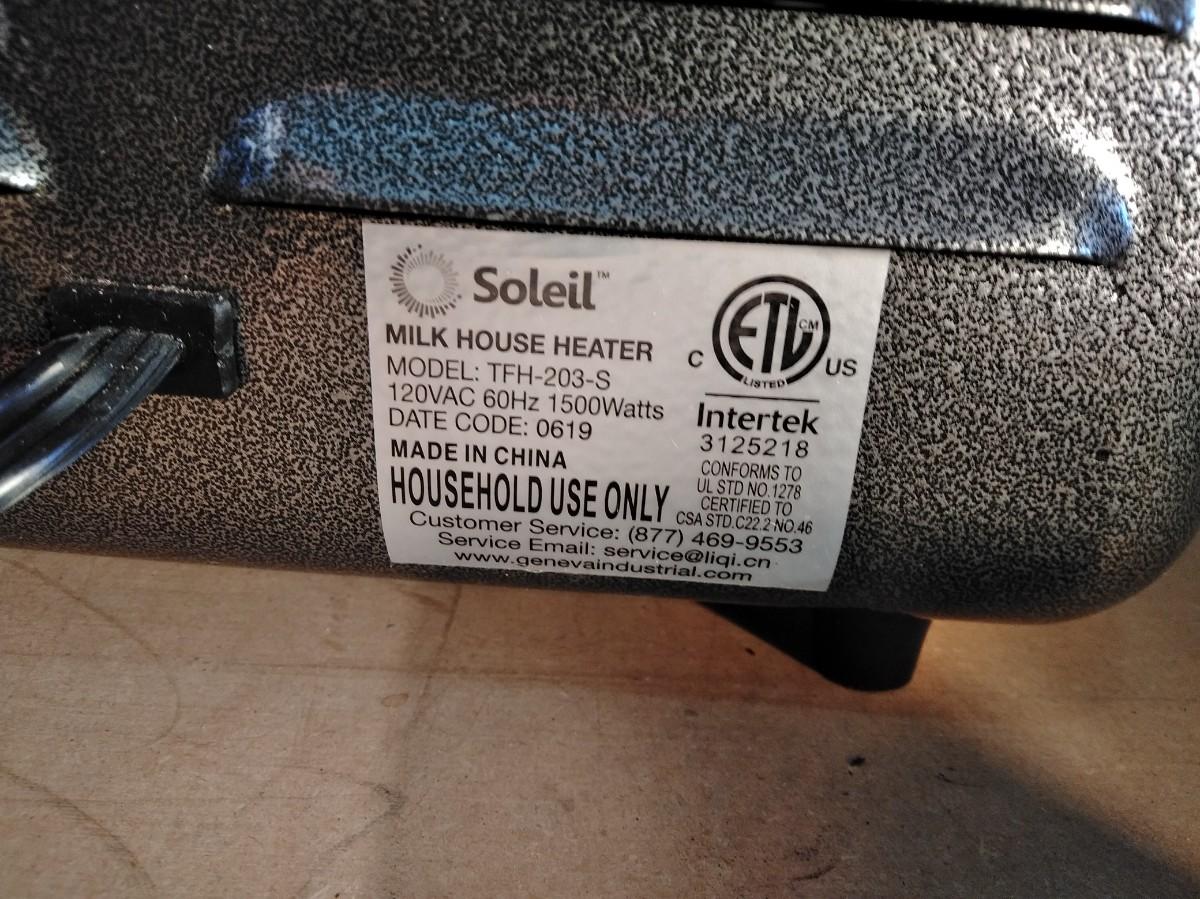 Soleil™
MILK HOUSE HEATER
MODEL: TFH-203-S
120VAC 60Hz 1500Watts
DATE CODE: 0619
MADE IN CHINA
HOUSEHOLD USE ONLY
ETL CM
C US
LISTED
Intertek
3125218
CONFORMS TO
UL STD NO.1278
CERTIFIED TO
CSA STD.C22.2 NO.46
Customer Service: (877) 469-9553
Service Email: service@liqi.cn
www.genevaindustrial.com